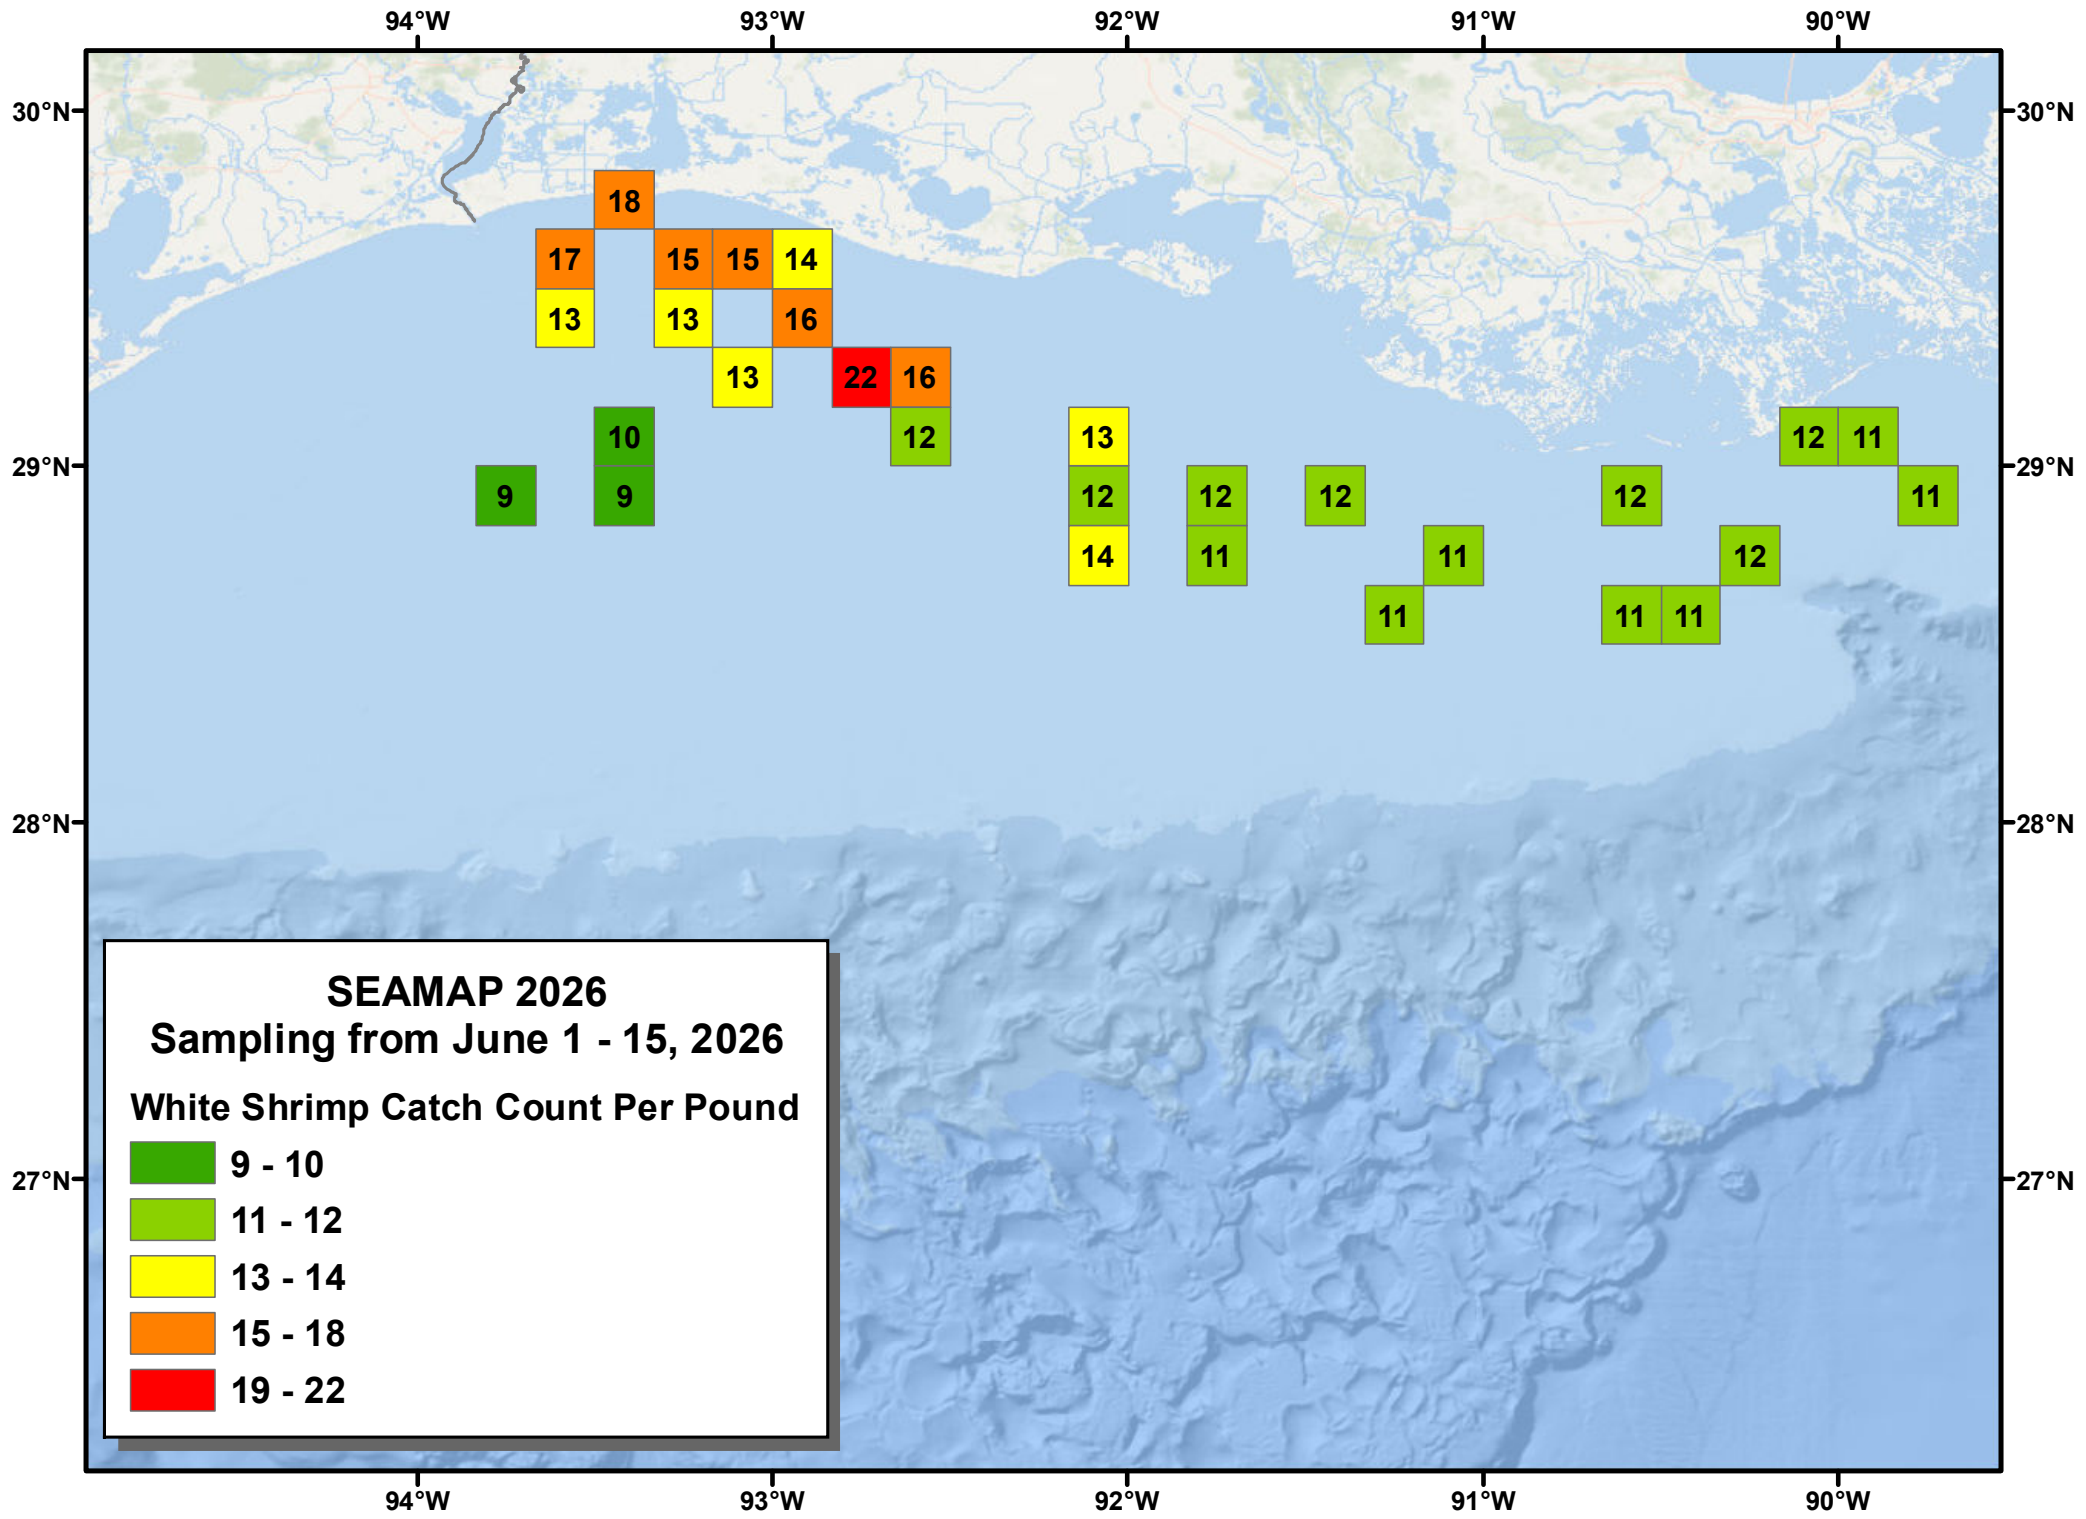 94°W 93°W 92°W 91°W 90°W
30°N 30°N
18
17 15 15 14
13 13 16
13 22 16
10 12 13 12 11
29°N 29°N
9 9 12 12 12 12 11
14 11 11 12
11 11 11
28°N 28°N
SEAMAP 2026
Sampling from June 1 - 15, 2026
White Shrimp Catch Count Per Pound
9 - 10
27°N 27°N
11 - 12
13 - 14
15 - 18
19 - 22
94°W 93°W 92°W 91°W 90°W